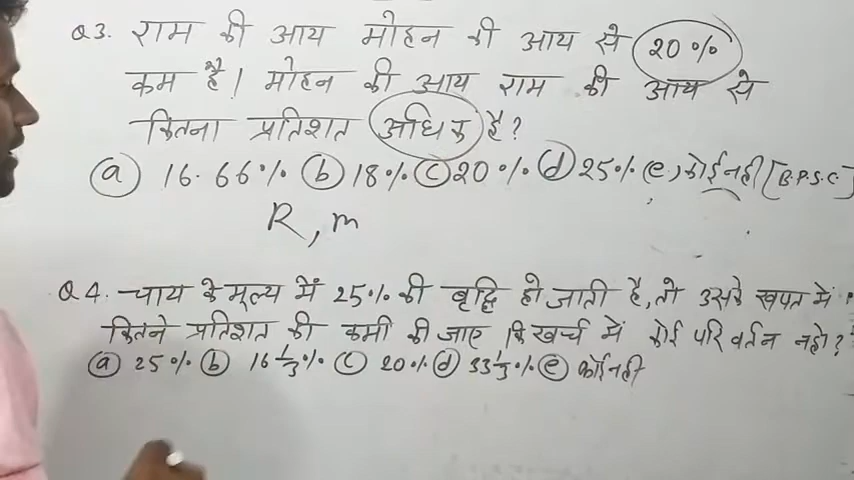 Q3. राम की आय मोहन की आय से 20%
कम है। मोहन की आय राम की आय से
कितना प्रतिशत अधिक है?
(a) 16.66% (b) 18% (c) 20% (d) 25% (e) कोई नही [B.P.S.C]
R, m
Q4. चाय के मूल्य में 25% की वृद्धि हो जाती है, तो उसके खपत में
कितने प्रतिशत की कमी की जाए कि खर्च में कोई परिवर्तन नहो?
(a) 25% (b) 16 1/3% (c) 20% (d) 33 1/3% (e) कोई नही